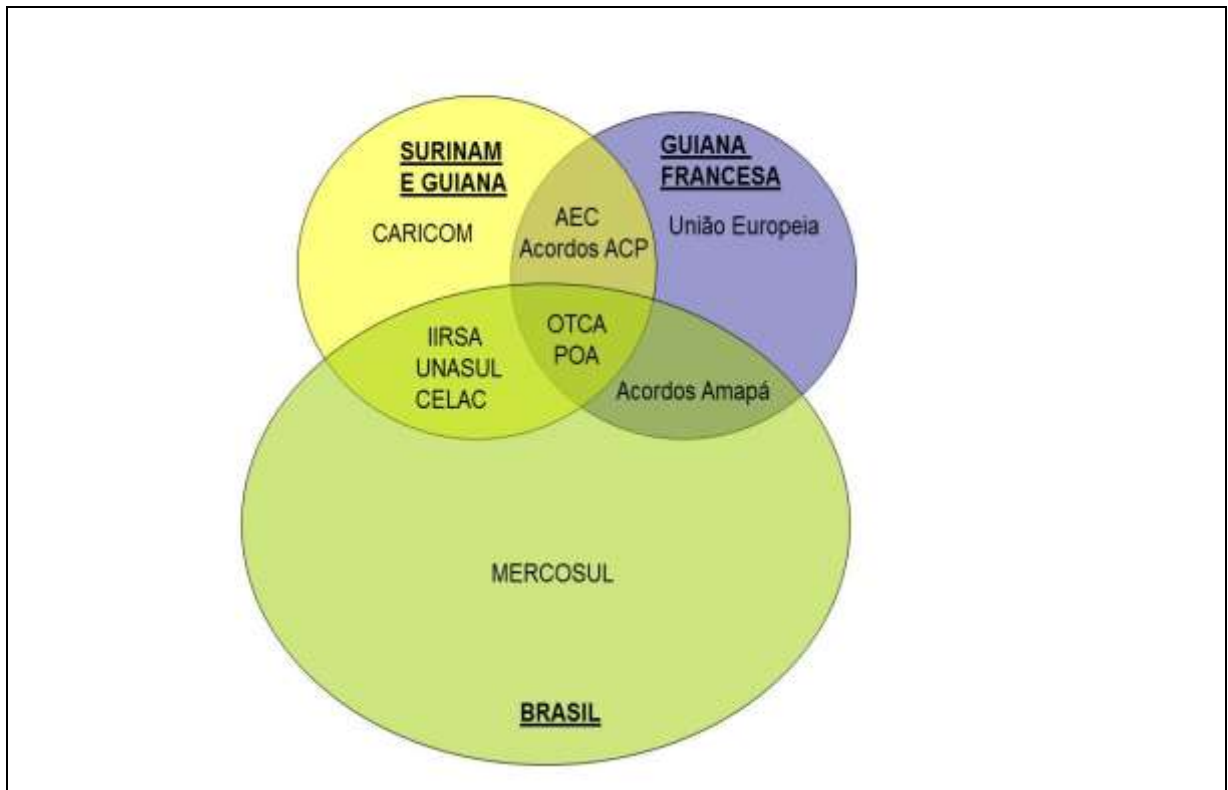 SURINAM
E GUIANA
CARICOM
GUIANA
FRANCESA
União Europeia
AEC
Acordos ACP
IIRSA
UNASUL
CELAC
OTCA
POA
Acordos Amapá
MERCOSUL
BRASIL